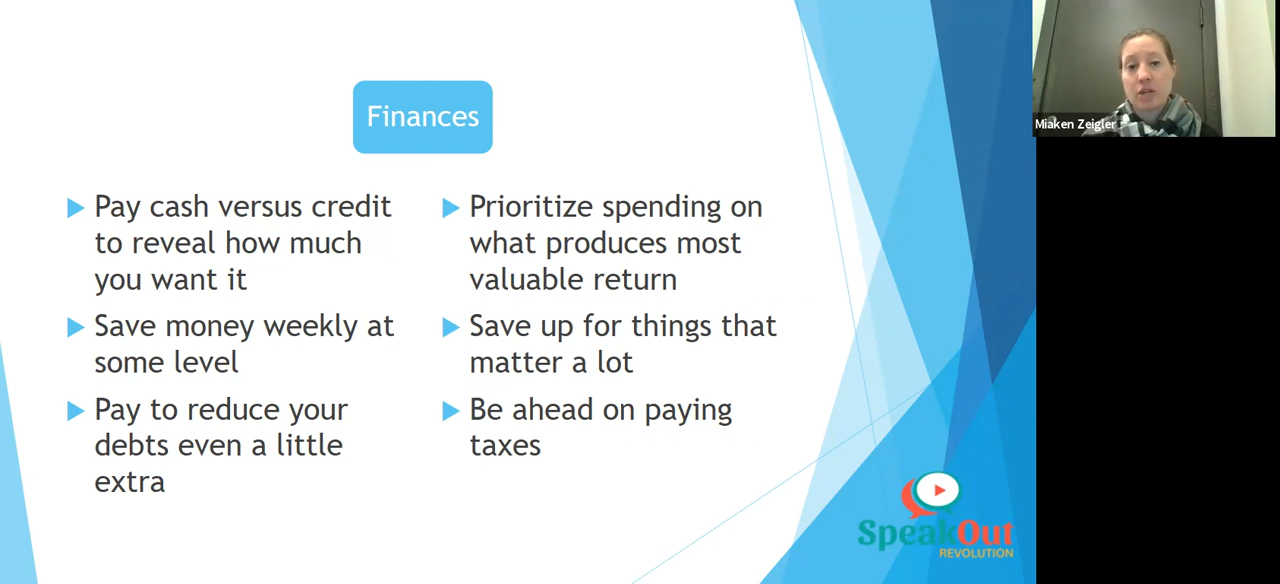 Finances
Pay cash versus credit
to reveal how much
you want it
Save money weekly at
some level
Pay to reduce your
debts even a little
extra
Prioritize spending on
what produces most
valuable return
Save up for things that
matter a lot
Be ahead on paying
taxes
SpeakOut
REVOLUTION
Miaken Zeigler